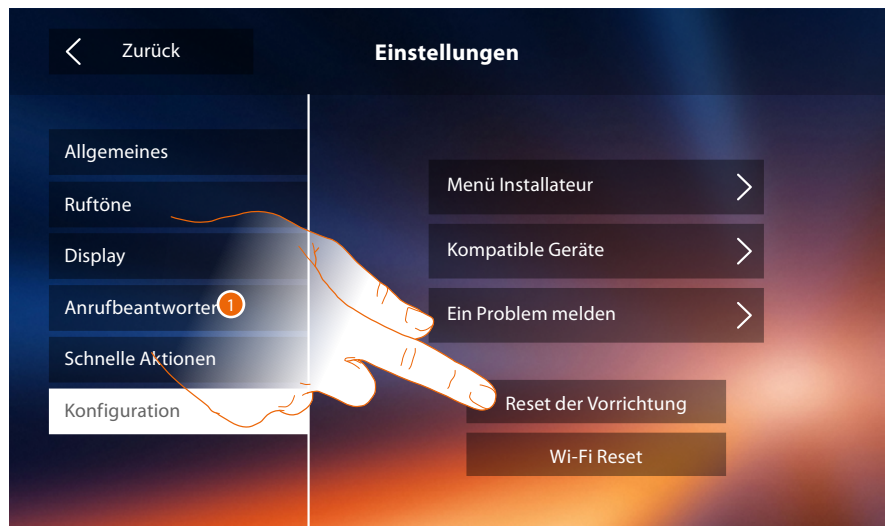 Zurück
Einstellungen
Allgemeines
Ruftöne
Display
Anrufbeantworter
1
Schnelle Aktionen
Konfiguration
Menü Installateur
Kompatible Geräte
Ein Problem melden
Reset der Vorrichtung
Wi-Fi Reset